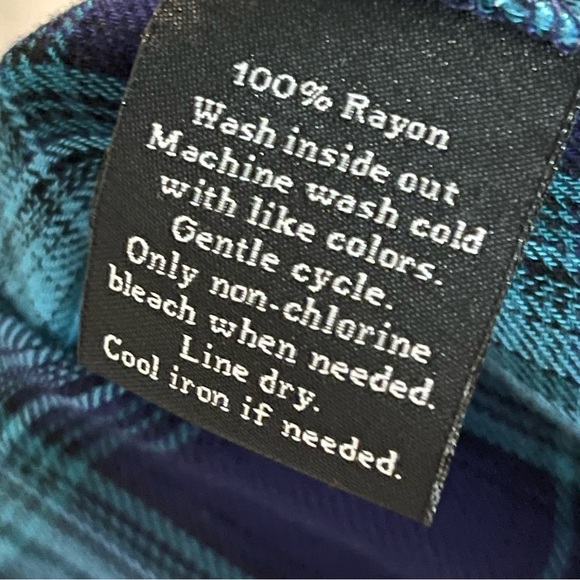 100% Rayon
Wash inside out
Machine wash cold
with like colors.
Gentle cycle.
Only non-chlorine
bleach when needed.
Line dry.
Cool iron if needed.